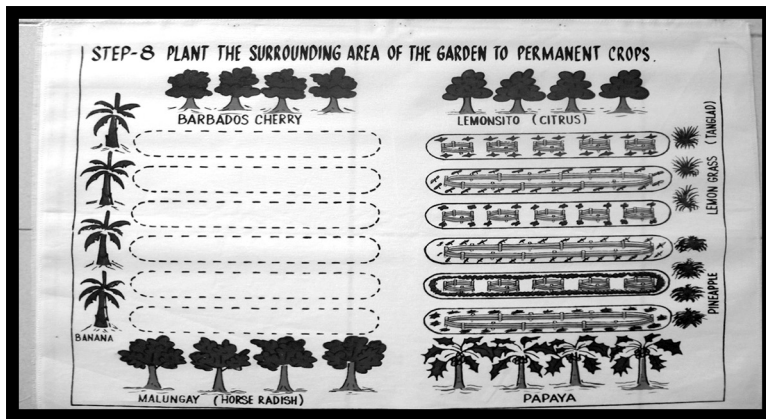 STEP-8 PLANT THE SURROUNDING AREA OF THE GARDEN TO PERMANENT CROPS.
BARBADOS CHERRY
LEMONSITO (CITRUS)
LEMON GRASS (TANGLAD)
PINEAPPLE
BANANA
MALUNGAY (HORSE RADISH)
PAPAYA